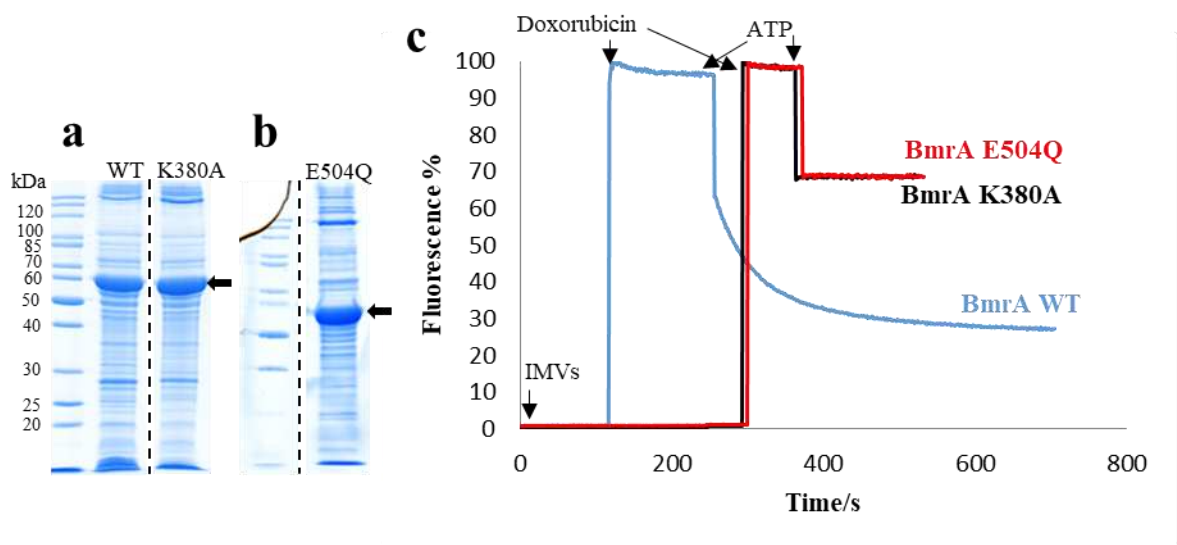 a
WT K380A
kDa
120
100
85
70
60
50
40
30
25
20
b
E504Q
c
Doxorubicin
ATP
Fluorescence %
100
90
80
70
60
50
40
30
20
10
0
IMVs
BmrA E504Q
BmrA K380A
BmrA WT
0 200 400 600 800
Time/s